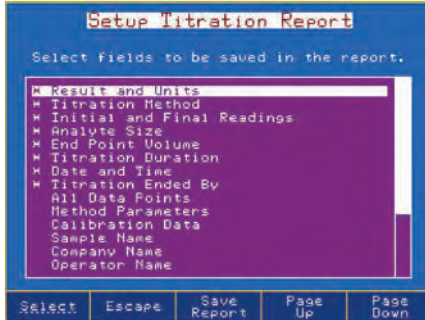 Setup Titration Report
Select fields to be saved in the report.
* Result and Units
* Titration Method
* Initial and Final Readings
* Analyte Size
* End Point Volume
* Titration Duration
* Date and Time
* Titration Ended By
All Data Points
Method Parameters
Calibration Data
Sample Name
Company Name
Operator Name
Select
Escape
Save
Report
Page
Up
Page
Down